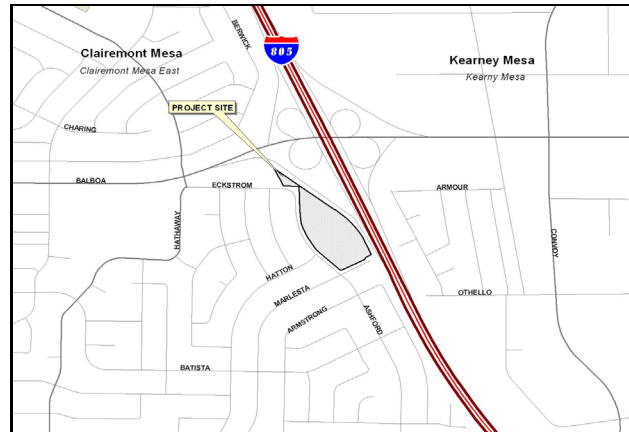 BERWICK
805
Clairemont Mesa
Clairemont Mesa East
Kearney Mesa
Kearny Mesa
PROJECT SITE
CHARING
BALBOA
ECKSTROM
ARMOUR
HATHAWAY
CONVOY
HATTON
MARLESTA
OTHELLO
ARMSTRONG
ASHFORD
BATISTA